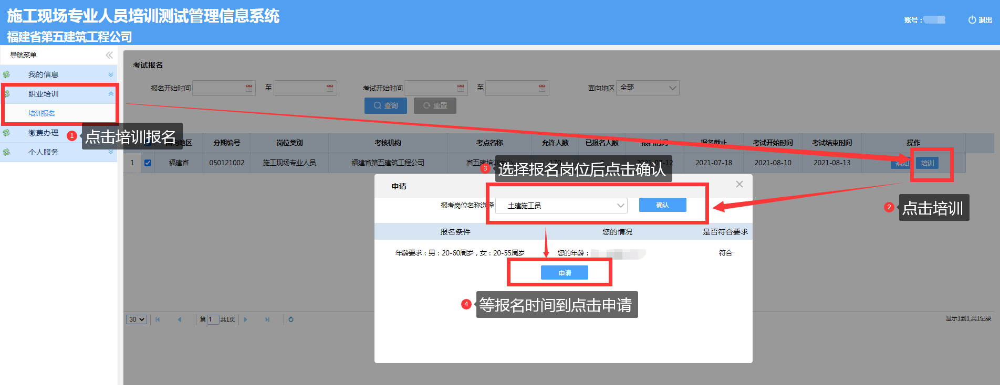 施工现场专业人员培训测试管理信息系统
福建省第五建筑工程公司
账号：
退出
导航菜单
我的信息
职业培训
培训报名
缴费办理
个人服务
1 点击培训报名
考试报名
报名开始时间 至 考试开始时间 至 面向地区 全部
查询 重置
地区 分期编号 岗位类别 考核机构 考点名称 允许人数 已报名人数 报名时间 报名截止 考试开始时间 考试结束时间 操作
1 福建省 050121002 施工现场专业人员 福建省第五建筑工程公司 省五建培训中心 170 0 2021-07-12 2021-07-18 2021-08-10 2021-08-13 需知 培训
3 选择报名岗位后点击确认
2 点击培训
申请
报考岗位名称选择 土建施工员 确认
报名条件 您的情况 是否符合要求
年龄要求：男：20-60周岁，女：20-55周岁 您的年龄： 符合
申请
4 等报名时间到点击申请
30 第 1 共1页
显示1到1,共1记录